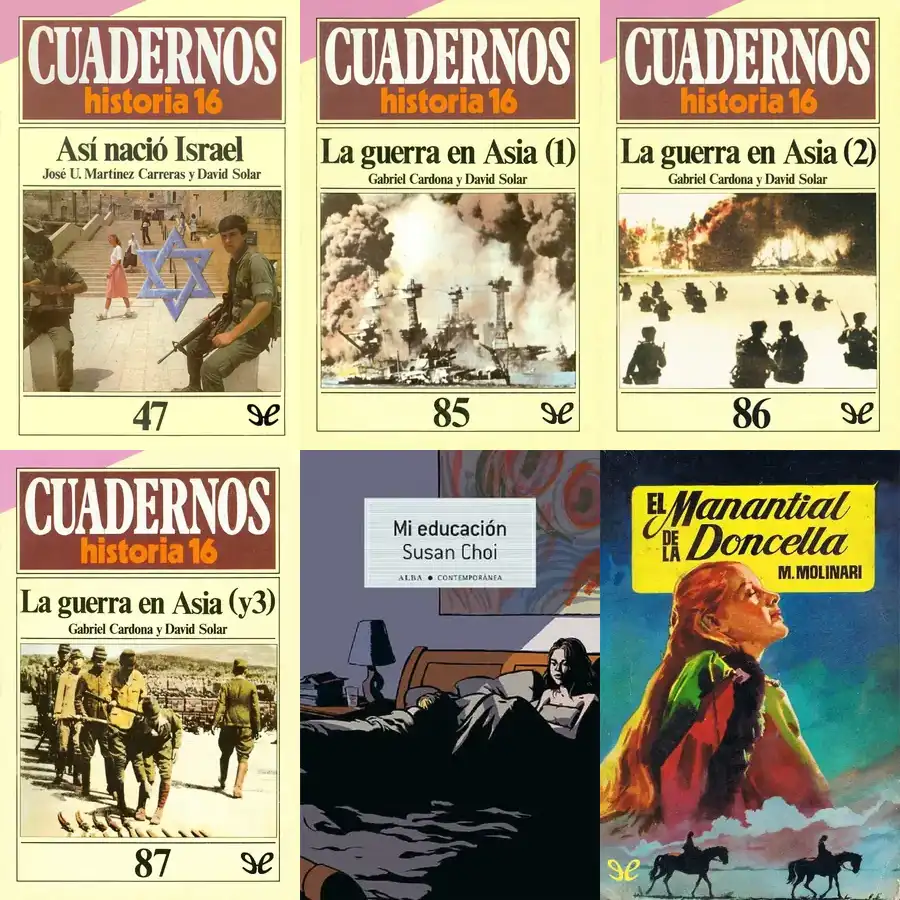 CUADERNOS
historia 16
Así nació Israel
José U. Martínez Carreras y David Solar
47
CUADERNOS
historia 16
La guerra en Asia (1)
Gabriel Cardona y David Solar
85
CUADERNOS
historia 16
La guerra en Asia (2)
Gabriel Cardona y David Solar
86
CUADERNOS
historia 16
La guerra en Asia (y3)
Gabriel Cardona y David Solar
87
Mi educación
Susan Choi
ALBA • CONTEMPORÁNEA
EL Manantial
DE LA Doncella
M. MOLINARI